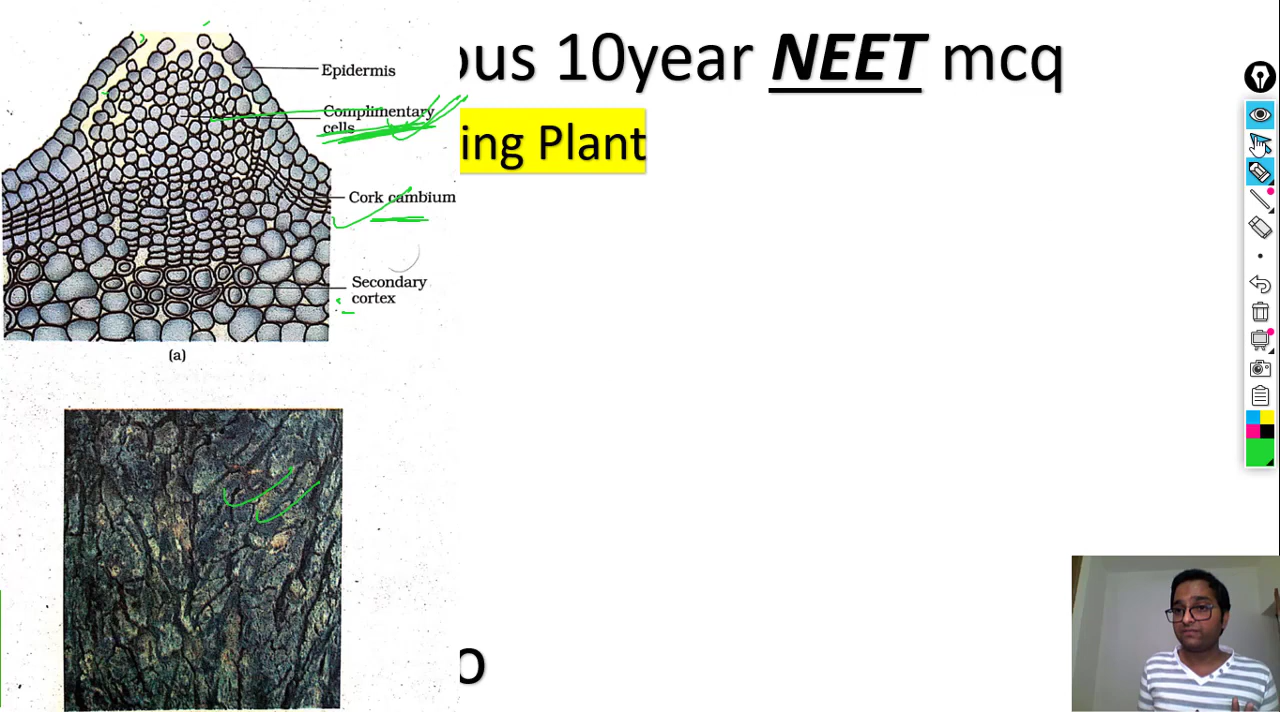 Epidermis
Complimentary
cells
Cork cambium
Secondary
cortex
(a)
ous 10year NEET mcq
ing Plant
o